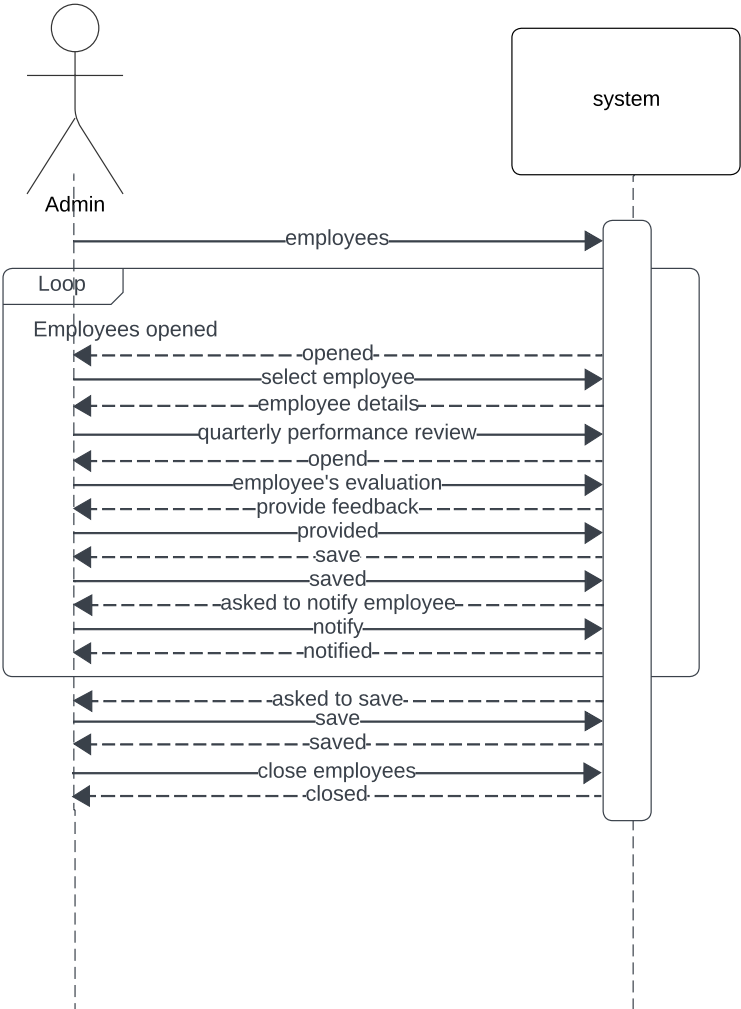 system
Admin
employees
Loop
Employees opened
opened
select employee
employee details
quarterly performance review
opend
employee's evaluation
provide feedback
provided
save
saved
asked to notify employee
notify
notified
asked to save
save
saved
close employees
closed